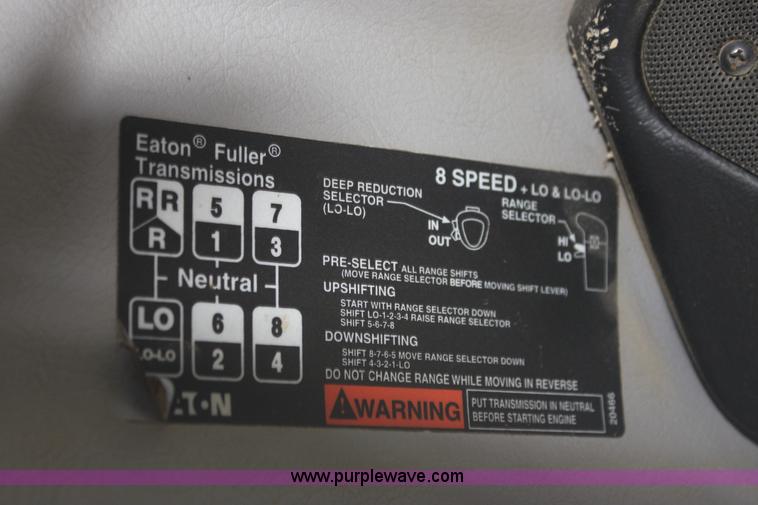 Eaton® Fuller®
Transmissions
R R
R
5
1
7
3
Neutral
LO
LO-LO
6
2
8
4
8 SPEED + LO & LO-LO
DEEP REDUCTION
SELECTOR
(LO-LO)
IN
OUT
RANGE
SELECTOR
HI
LO
PRE-SELECT ALL RANGE SHIFTS
(MOVE RANGE SELECTOR BEFORE MOVING SHIFT LEVER)
UPSHIFTING
START WITH RANGE SELECTOR DOWN
SHIFT LO-1-2-3-4 RAISE RANGE SELECTOR
SHIFT 5-6-7-8
DOWNSHIFTING
SHIFT 8-7-6-5 MOVE RANGE SELECTOR DOWN
SHIFT 4-3-2-1-LO
DO NOT CHANGE RANGE WHILE MOVING IN REVERSE
WARNING
PUT TRANSMISSION IN NEUTRAL
BEFORE STARTING ENGINE
20466
EATON
www.purplewave.com